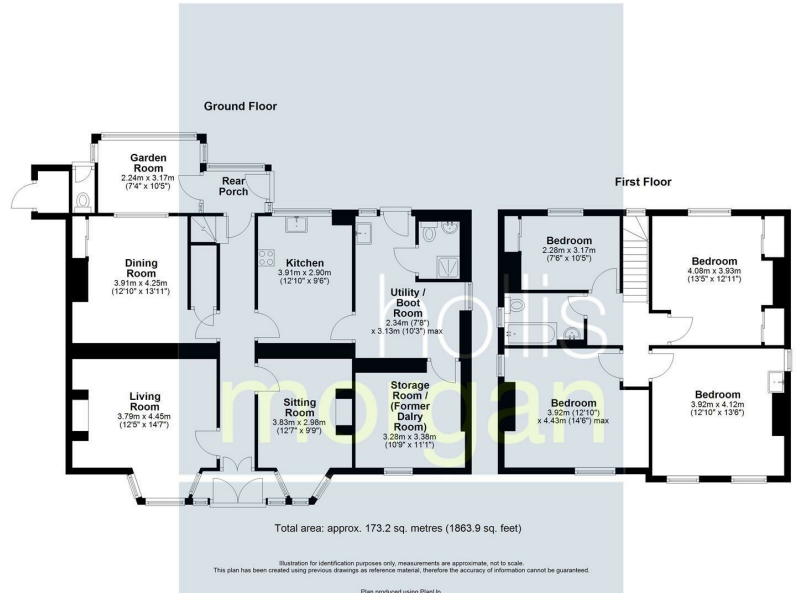 Ground Floor
Garden
Room
2.24m x 3.17m
(7'4" x 10'5")
Rear
Porch
Dining
Room
3.91m x 4.25m
(12'10" x 13'11")
Kitchen
3.91m x 2.90m
(12'10" x 9'6")
Utility /
Boot
Room
2.34m (7'8")
x 3.13m (10'3") max
Living
Room
3.79m x 4.45m
(12'5" x 14'7")
Sitting
Room
3.83m x 2.98m
(12'7" x 9'9")
Storage
Room /
(Former
Dairy
Room)
3.28m x 3.38m
(10'9" x 11'1")
First Floor
Bedroom
2.28m x 3.17m
(7'6" x 10'5")
Bedroom
4.08m x 3.93m
(13'5" x 12'11")
Bedroom
3.92m (12'10")
x 4.43m (14'6") max
Bedroom
3.92m x 4.12m
(12'10" x 13'6")
hollis
morgan
Total area: approx. 173.2 sq. metres (1863.9 sq. feet)
Illustration for identification purposes only, measurements are approximate, not to scale.
This plan has been created using previous drawings as reference material, therefore the accuracy of information cannot be guaranteed.
Plan produced using PlanUp.